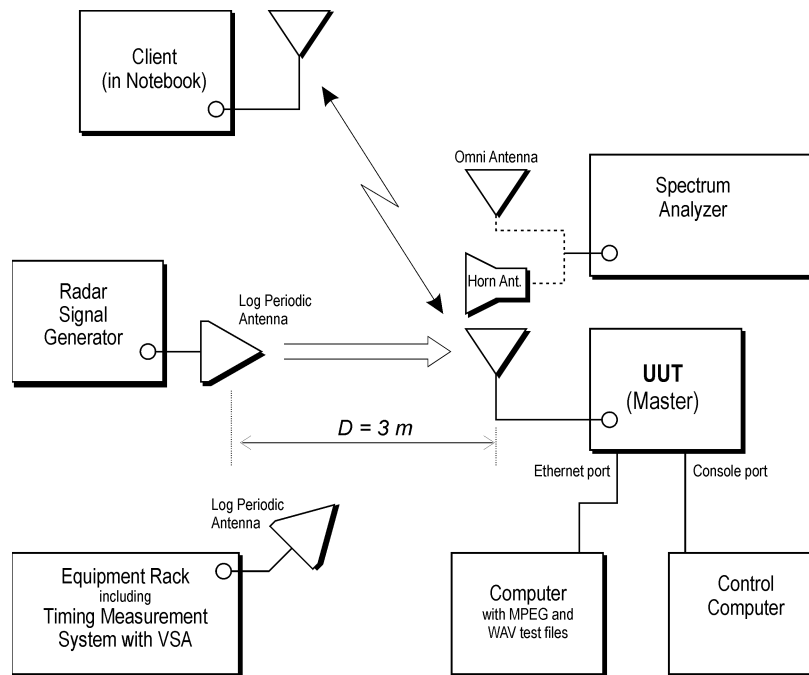 Client
(in Notebook)
Omni Antenna
Spectrum
Analyzer
Horn Ant.
Radar
Signal
Generator
Log Periodic
Antenna
UUT
(Master)
D = 3 m
Ethernet port
Console port
Log Periodic
Antenna
Equipment Rack
including
Timing Measurement
System with VSA
Computer
with MPEG and
WAV test files
Control
Computer